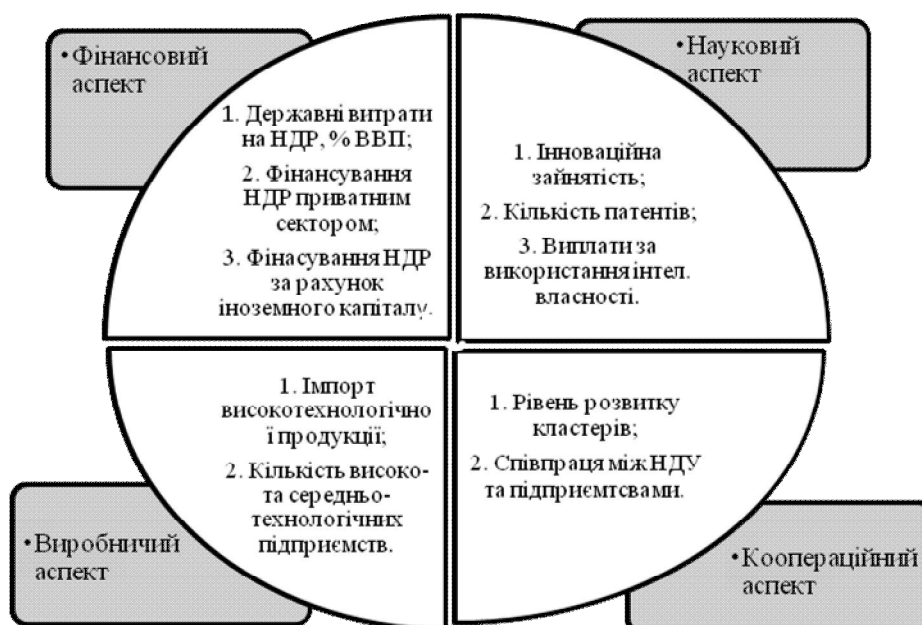 •Фінансовий
аспект
1. Державні витрати
на НДР, % ВВП;
2. Фінансування
НДР приватним
сектором;
3. Фінасування НДР
за рахунок
іноземного капіталу.
•Науковий
аспект
1. Інноваційна
зайнятість;
2. Кількість патентів;
3. Виплати за
використання інтел.
власності.
•Виробничий
аспект
1. Імпорт
високотехнологічно
ї продукції;
2. Кількість високо-
та середньо-
технологічних
підприємств.
1. Рівень розвитку
кластерів;
2. Співпраця між НДУ
та підприємтсвами.
•Коопераційний
аспект